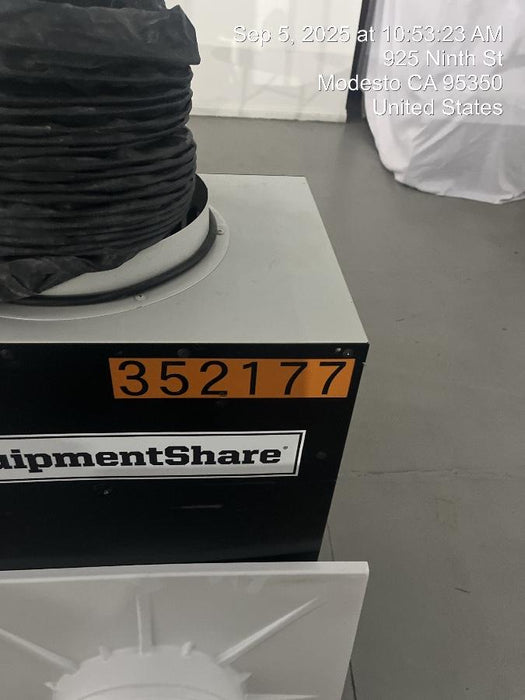 Sep 5, 2025 at 10:53:23 AM
925 Ninth St
Modesto CA 95350
United States
352177
uipmentShare